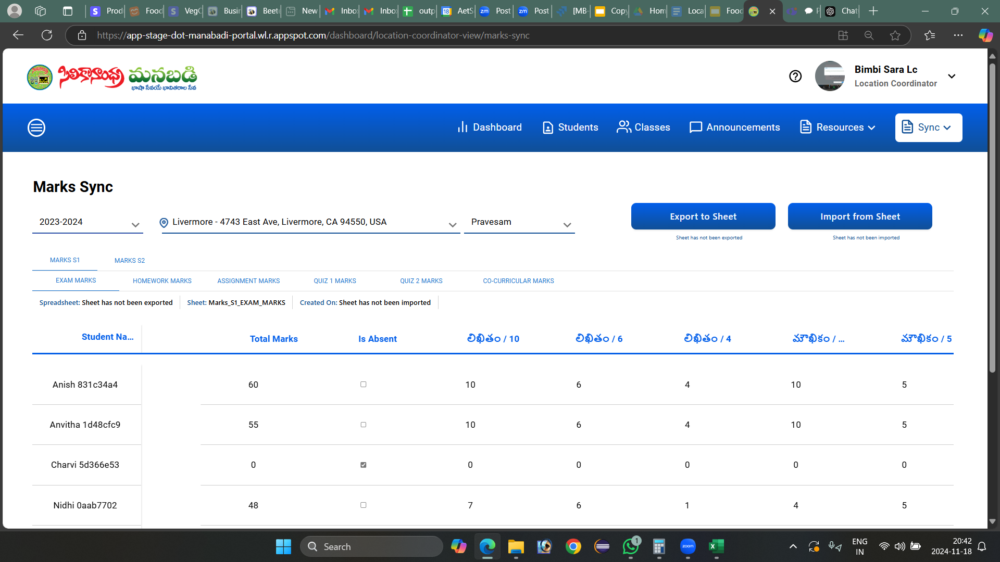 Prod
Food
VegC
Busin
Beet
New
Inbo
Inbo
outp
18
AetS
zm
Post
zm
Post
[MB-
Copy
Hom
Loca
Food
Chat
https://app-stage-dot-manabadi-portal.wl.r.appspot.com/dashboard/location-coordinator-view/marks-sync
సిలికానాంధ్ర మనబడి
భాషా సేవయే భావితరాల సేవ
Bimbi Sara Lc
Location Coordinator
Dashboard
Students
Classes
Announcements
Resources
Sync
Marks Sync
2023-2024
Livermore - 4743 East Ave, Livermore, CA 94550, USA
Pravesam
Export to Sheet
Import from Sheet
Sheet has not been exported
Sheet has not been imported
MARKS S1 MARKS S2
EXAM MARKS HOMEWORK MARKS ASSIGNMENT MARKS QUIZ 1 MARKS QUIZ 2 MARKS CO-CURRICULAR MARKS
Spreadsheet: Sheet has not been exported Sheet: Marks_S1_EXAM_MARKS Created On: Sheet has not been imported
Student Na... Total Marks Is Absent లిఖితం / 10 లిఖితం / 6 లిఖితం / 4 మౌఖికం / ... మౌఖికం / 5
Anish 831c34a4 60 10 6 4 10 5
Anvitha 1d48cfc9 55 10 6 4 10 5
Charvi 5d366e53 0 0 0 0 0 0
Nidhi 0aab7702 48 7 6 1 4 5
Search
1
zoom
ENG
IN
20:42
2024-11-18